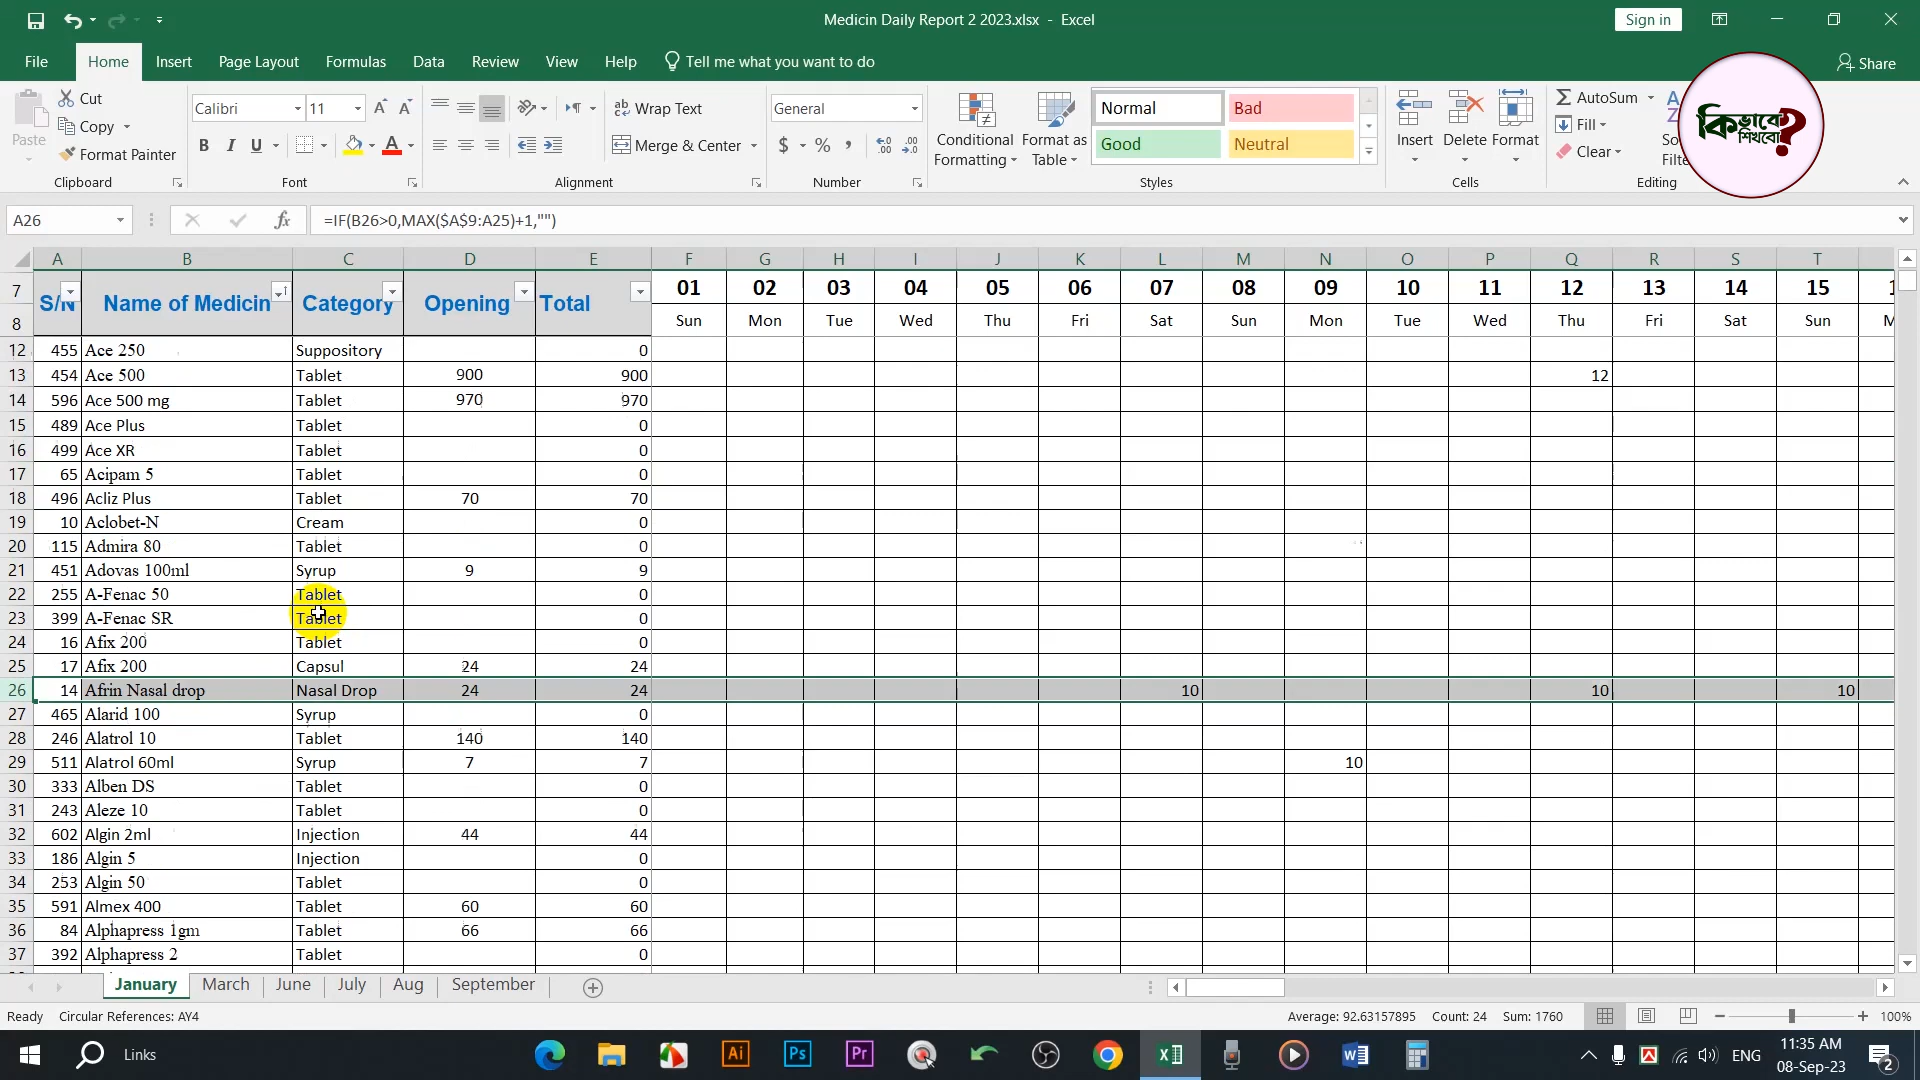 Medicin Daily Report 2 2023.xlsx - Excel
Sign in
File Home Insert Page Layout Formulas Data Review View Help Tell me what you want to do
Share
Paste
Cut
Copy
Format Painter
Clipboard
Calibri 11
B I U
Font
Wrap Text
Merge & Center
Alignment
General
$ % ,
Number
Conditional Formatting
Format as Table
Normal Bad
Good Neutral
Styles
Insert Delete Format
Cells
AutoSum
Fill
Clear
Editing
কিভাবে শিখবো?
A26 =IF(B26>0,MAX($A$9:A25)+1,"")
A B C D E F G H I J K L M N O P Q R S T
7 S/N Name of Medicin Category Opening Total 01 02 03 04 05 06 07 08 09 10 11 12 13 14 15
8 Sun Mon Tue Wed Thu Fri Sat Sun Mon Tue Wed Thu Fri Sat Sun
12 455 Ace 250 Suppository 0
13 454 Ace 500 Tablet 900 900 12
14 596 Ace 500 mg Tablet 970 970
15 489 Ace Plus Tablet 0
16 499 Ace XR Tablet 0
17 65 Acipam 5 Tablet 0
18 496 Acliz Plus Tablet 70 70
19 10 Aclobet-N Cream 0
20 115 Admira 80 Tablet 0
21 451 Adovas 100ml Syrup 9 9
22 255 A-Fenac 50 Tablet 0
23 399 A-Fenac SR Tablet 0
24 16 Afix 200 Tablet 0
25 17 Afix 200 Capsul 24 24
26 14 Afrin Nasal drop Nasal Drop 24 24 10 10 10
27 465 Alarid 100 Syrup 0
28 246 Alatrol 10 Tablet 140 140
29 511 Alatrol 60ml Syrup 7 7 10
30 333 Alben DS Tablet 0
31 243 Aleze 10 Tablet 0
32 602 Algin 2ml Injection 44 44
33 186 Algin 5 Injection 0
34 253 Algin 50 Tablet 0
35 591 Almex 400 Tablet 60 60
36 84 Alphapress 1gm Tablet 66 66
37 392 Alphapress 2 Tablet 0
January March June July Aug September
Ready Circular References: AY4 Average: 92.63157895 Count: 24 Sum: 1760 100%
Links
Ai Ps Pr
ENG
11:35 AM
08-Sep-23
2